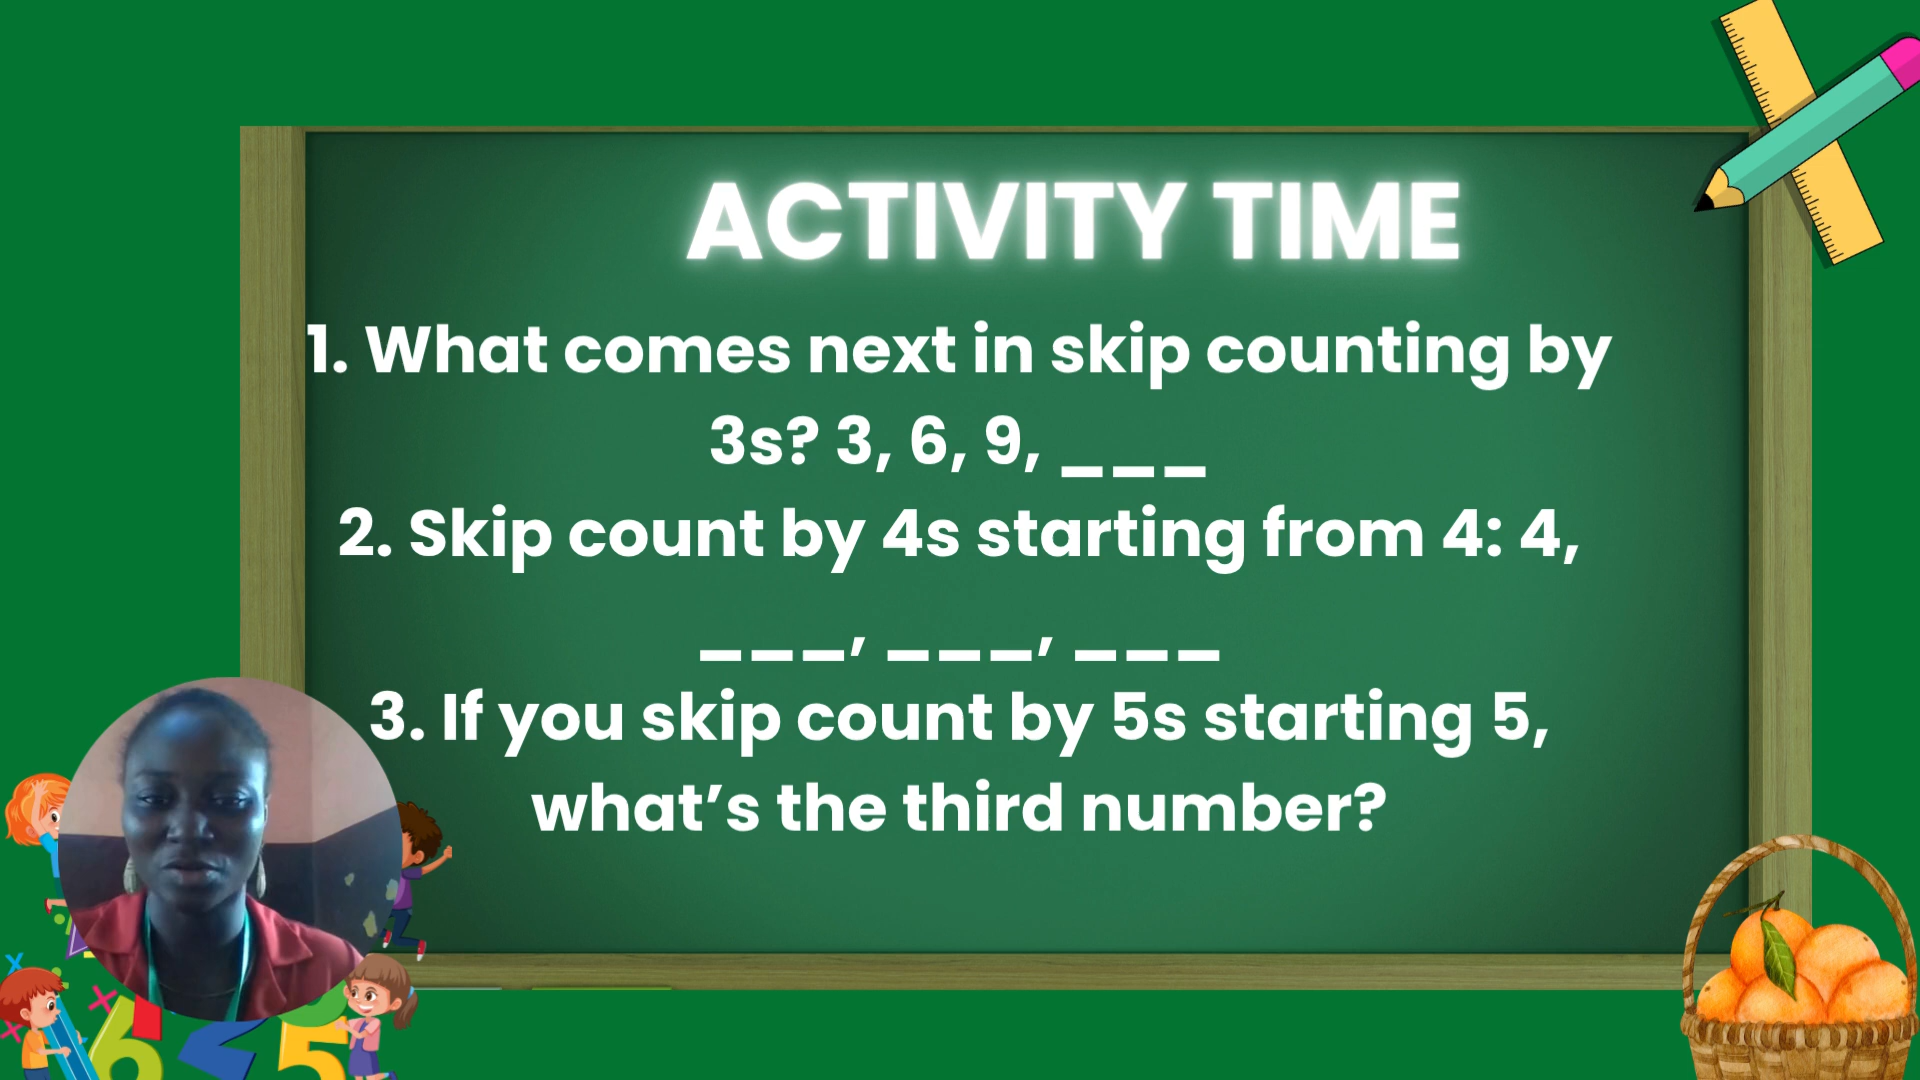 ACTIVITY TIME
1. What comes next in skip counting by
3s? 3, 6, 9, ___
2. Skip count by 4s starting from 4: 4,
___, ___, ___
3. If you skip count by 5s starting 5,
what’s the third number?
6
5